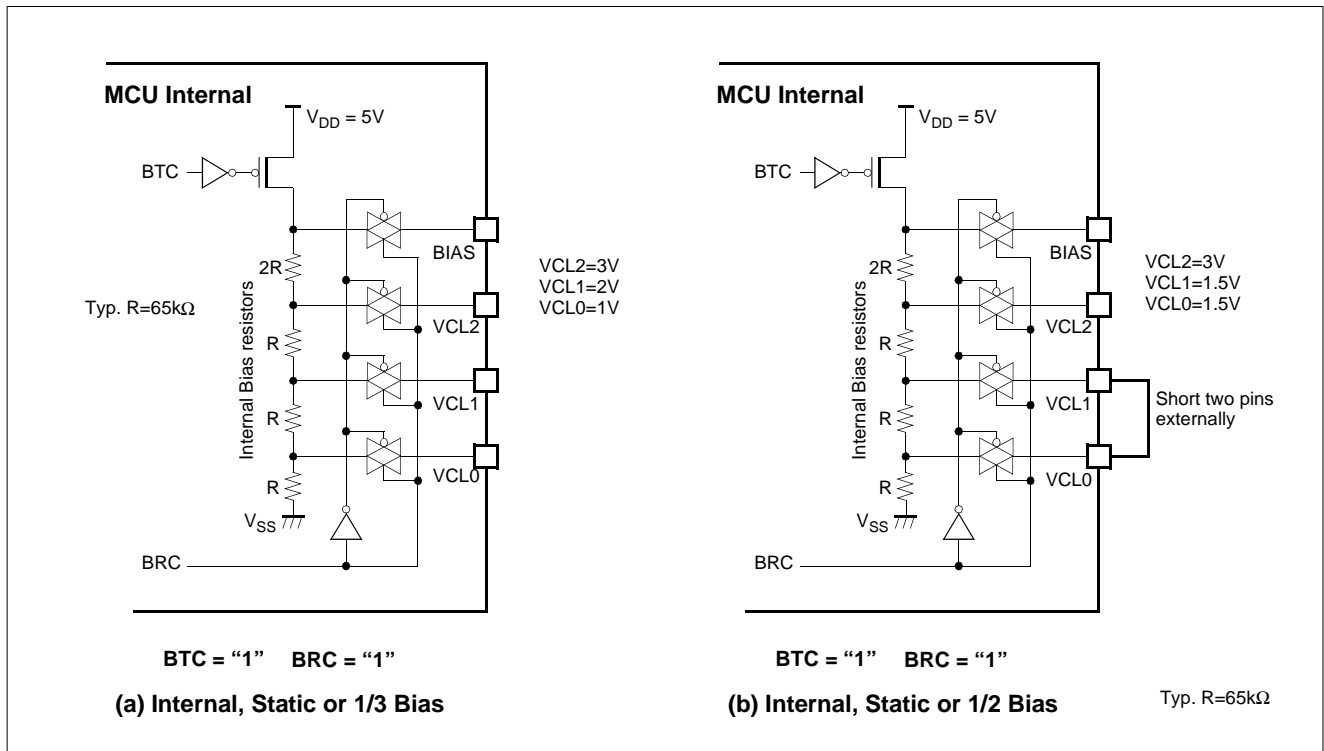 MCU Internal
V_DD = 5V
BTC
BIAS
2R
VCL2=3V
VCL1=2V
VCL0=1V
Typ. R=65kΩ
Internal Bias resistors
VCL2
R
VCL1
R
VCL0
R
V_SS
BRC
BTC = “1” BRC = “1”
(a) Internal, Static or 1/3 Bias
MCU Internal
V_DD = 5V
BTC
BIAS
2R
VCL2=3V
VCL1=1.5V
VCL0=1.5V
Internal Bias resistors
VCL2
R
VCL1
Short two pins
externally
R
VCL0
R
V_SS
BRC
BTC = “1” BRC = “1”
(b) Internal, Static or 1/2 Bias
Typ. R=65kΩ